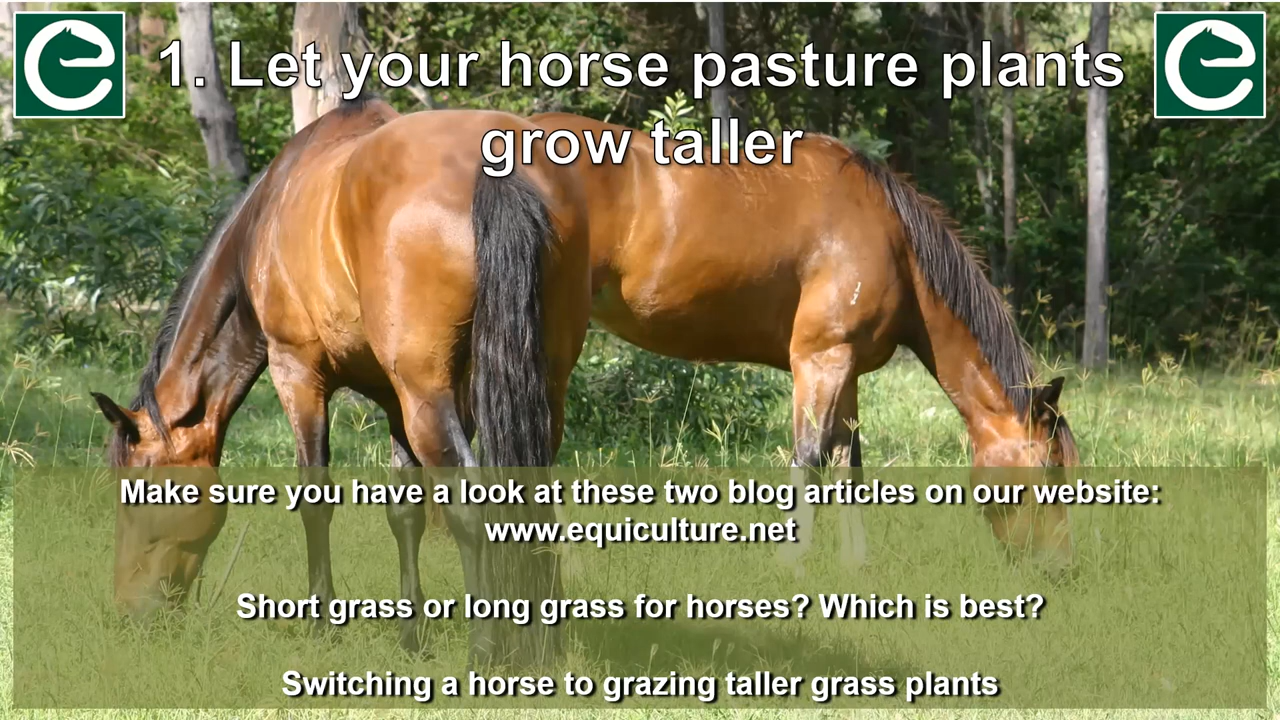 1. Let your horse pasture plants
grow taller
Make sure you have a look at these two blog articles on our website:
www.equiculture.net
Short grass or long grass for horses? Which is best?
Switching a horse to grazing taller grass plants